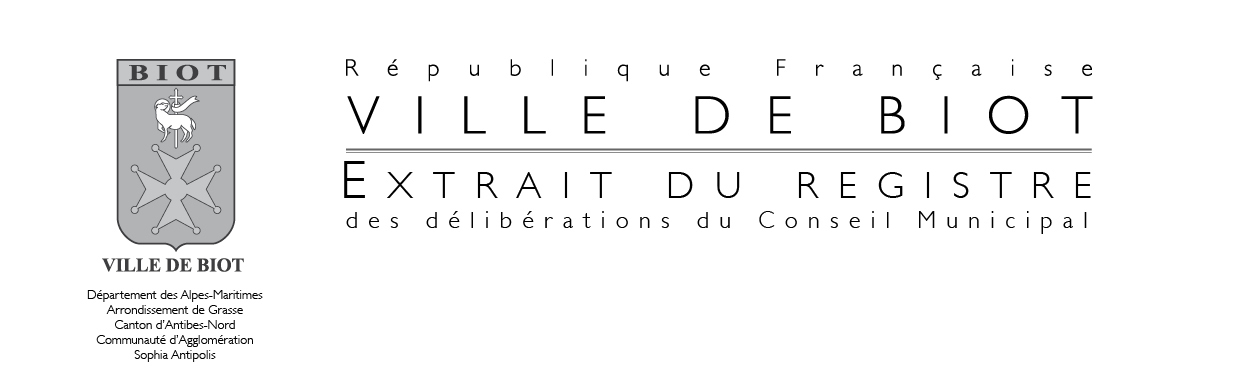 BIOT
VILLE DE BIOT
Département des Alpes-Maritimes
Arrondissement de Grasse
Canton d'Antibes-Nord
Communauté d'Agglomération
Sophia Antipolis
République Française
VILLE DE BIOT
EXTRAIT DU REGISTRE
des délibérations du Conseil Municipal